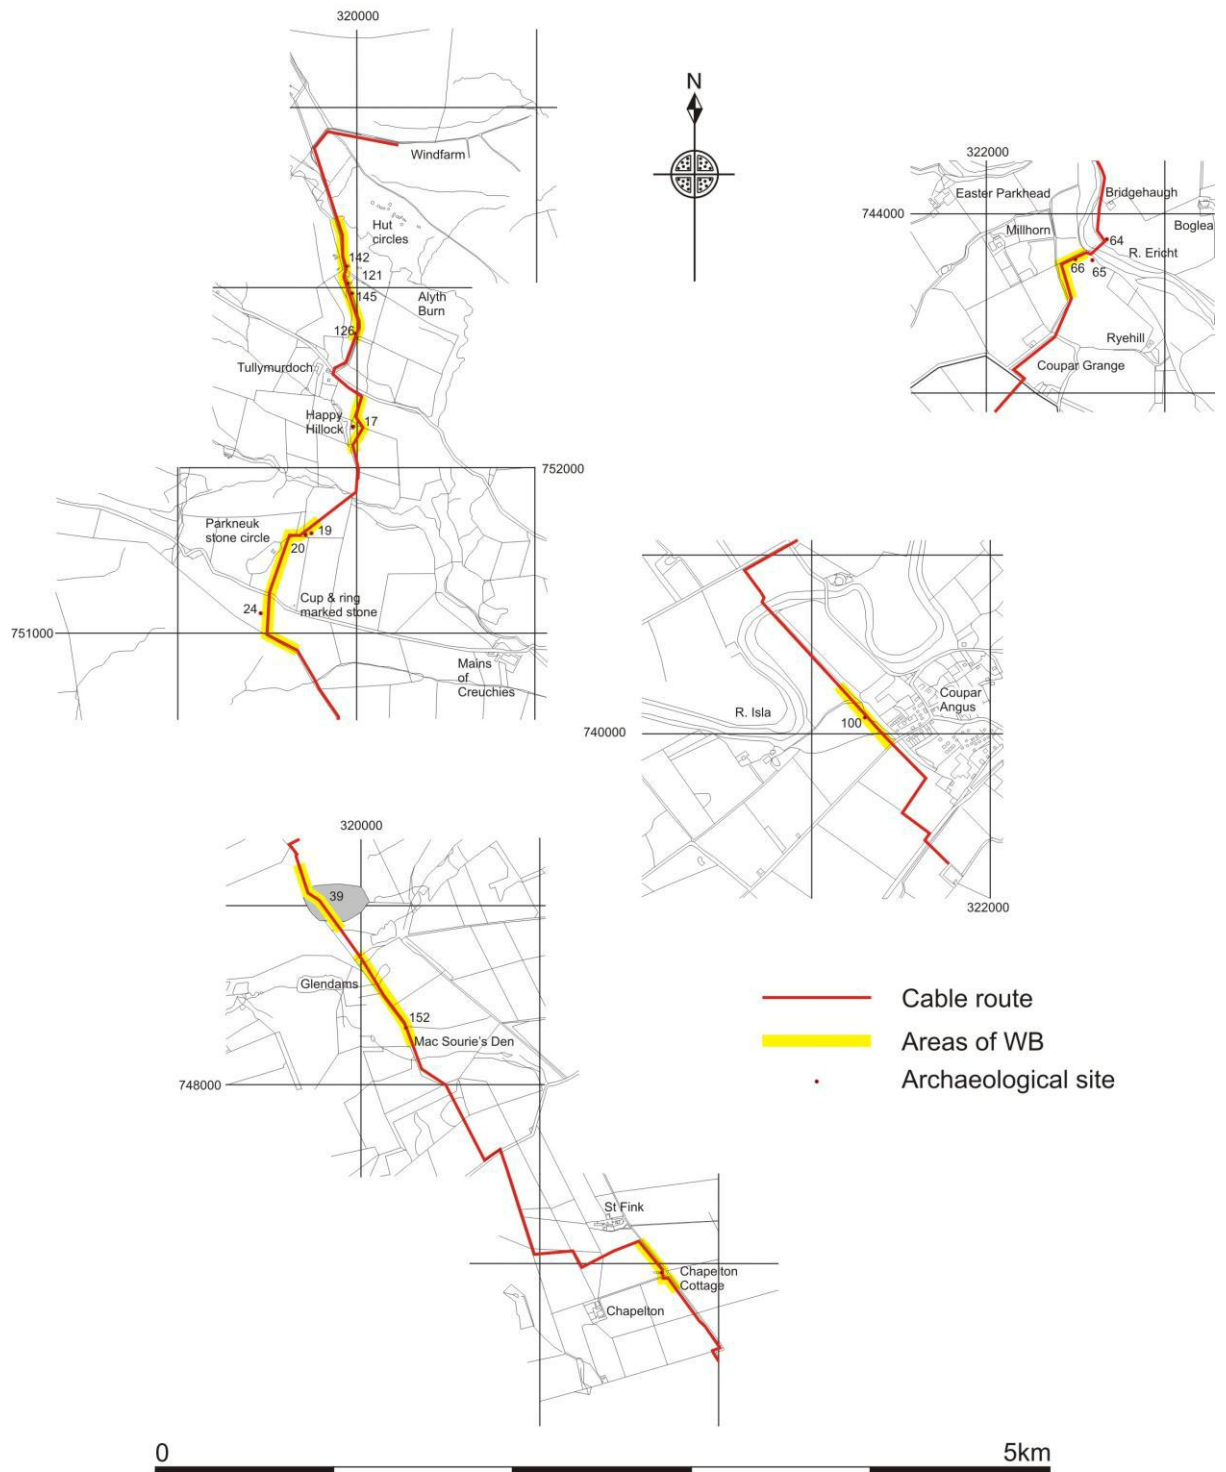 320000
Windfarm
Hut
circles
142
121
145
Alyth
Burn
126
Tullymurdoch
Happy
Hillock
17
752000
Parkneuk
stone circle
19
20
24
Cup & ring
marked stone
751000
Mains
of
Creuchies
N
322000
Easter Parkhead
Bridgehaugh
744000
Boglea
Millhorn
64
R. Ericht
66
65
Ryehill
Coupar Grange
Coupar
Angus
R. Isla
100
740000
322000
320000
39
Glendams
152
Mac Sourie's Den
748000
St Fink
Chapelton
Cottage
Chapelton
Cable route
Areas of WB
Archaeological site
0
5km